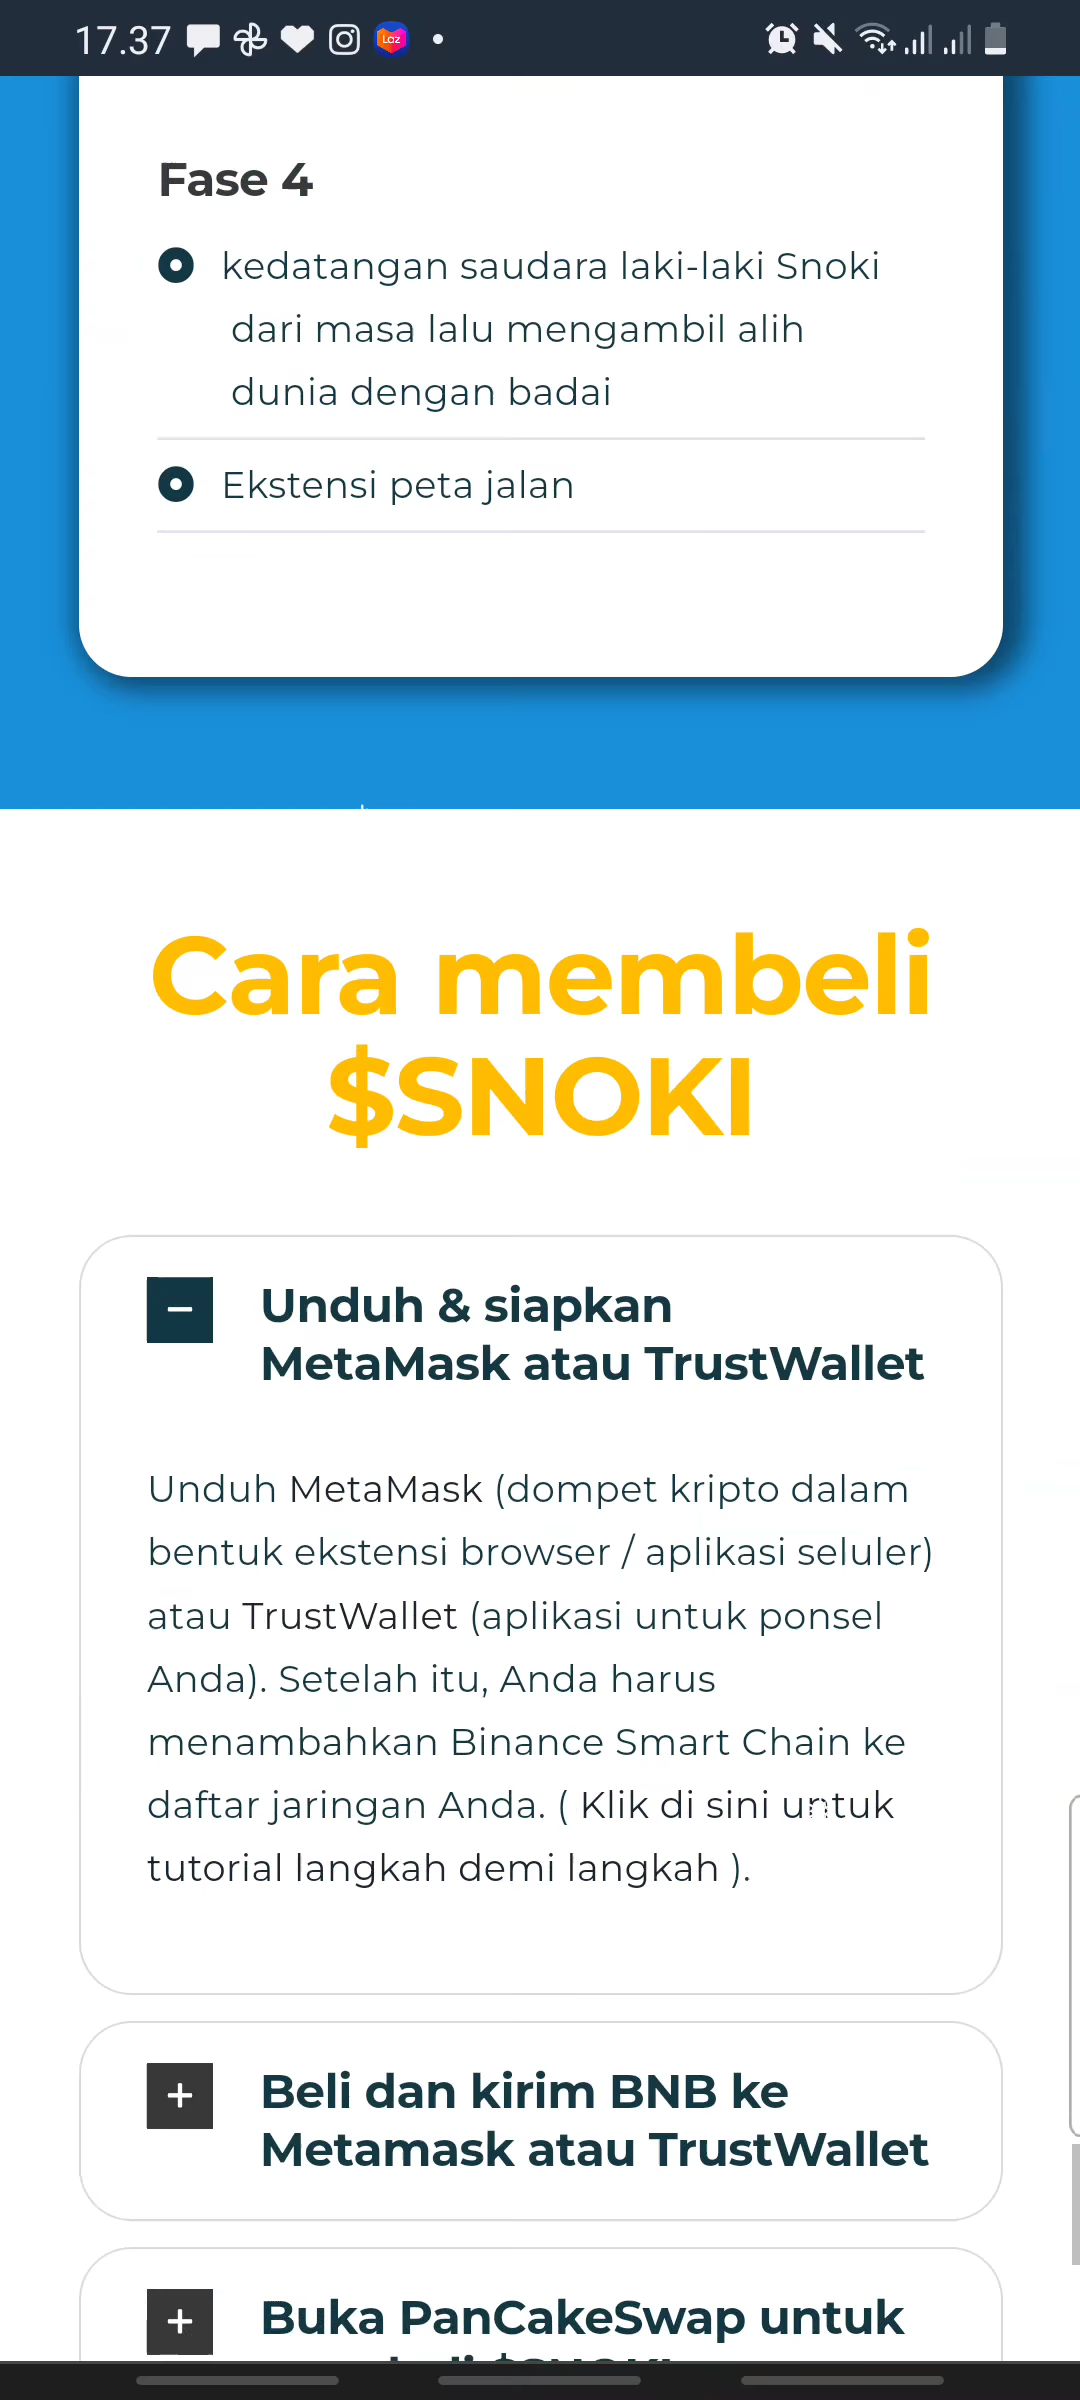 17.37
Fase 4
kedatangan saudara laki-laki Snoki
dari masa lalu mengambil alih
dunia dengan badai
Ekstensi peta jalan
Cara membeli
$SNOKI
Unduh & siapkan
MetaMask atau TrustWallet
Unduh MetaMask (dompet kripto dalam
bentuk ekstensi browser / aplikasi seluler)
atau TrustWallet (aplikasi untuk ponsel
Anda). Setelah itu, Anda harus
menambahkan Binance Smart Chain ke
daftar jaringan Anda. ( Klik di sini untuk
tutorial langkah demi langkah ).
Beli dan kirim BNB ke
Metamask atau TrustWallet
Buka PanCakeSwap untuk